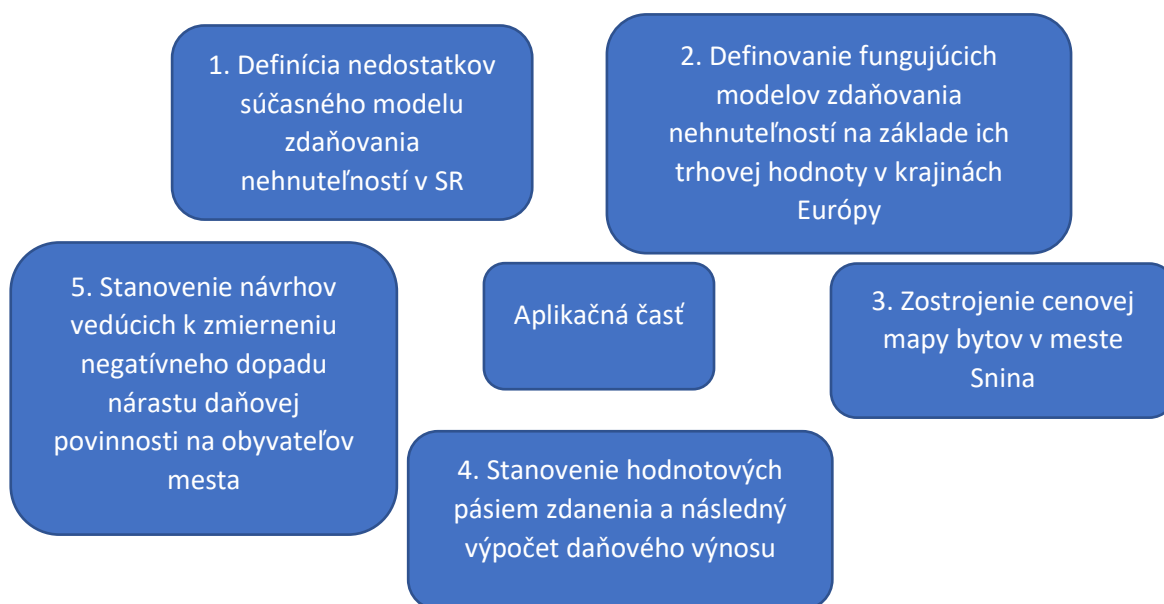 1. Definícia nedostatkov
súčasného modelu
zdaňovania
nehnuteľností v SR
2. Definovanie fungujúcich
modelov zdaňovania
nehnuteľností na základe ich
trhovej hodnoty v krajinách
Európy
3. Zostrojenie cenovej
mapy bytov v meste
Snina
4. Stanovenie hodnotových
pásiem zdanenia a následný
výpočet daňového výnosu
5. Stanovenie návrhov
vedúcich k zmierneniu
negatívneho dopadu
nárastu daňovej
povinnosti na obyvateľov
mesta
Aplikačná časť